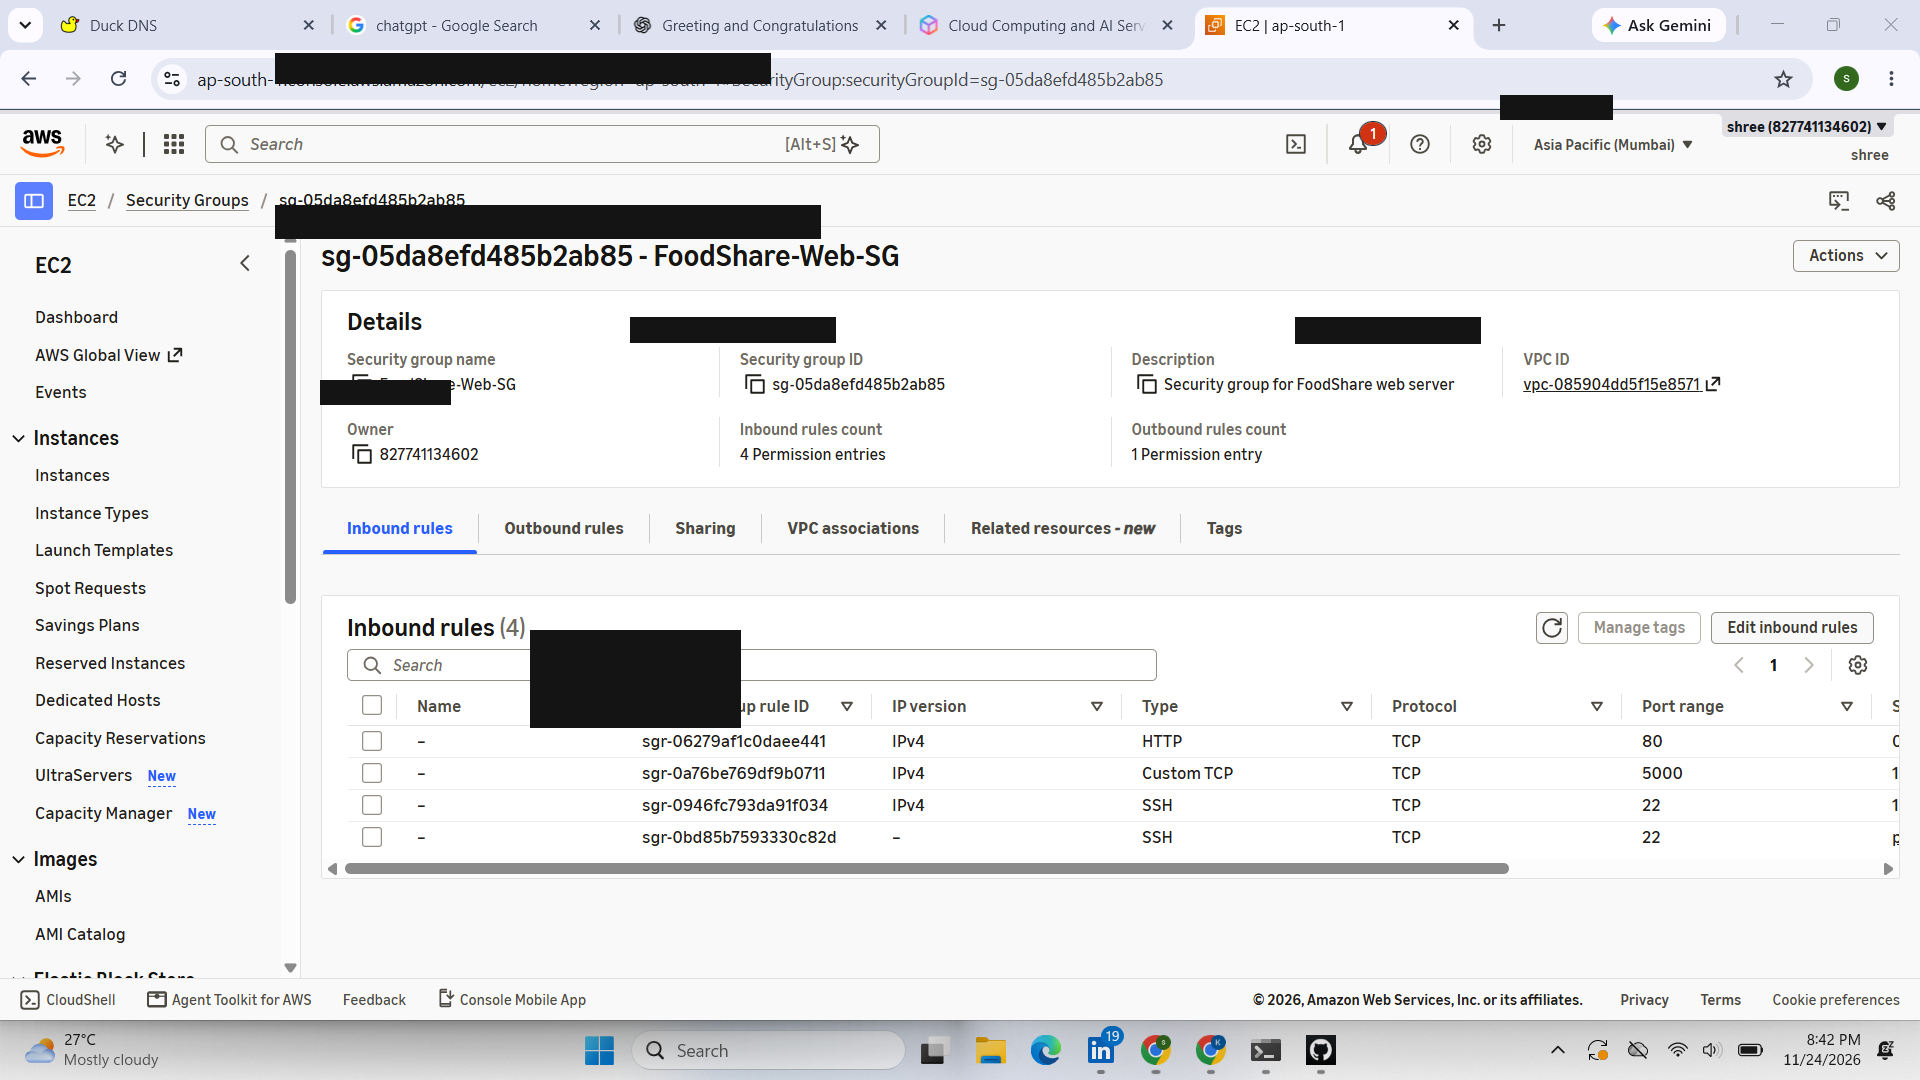 Duck DNS
chatgpt - Google Search
Greeting and Congratulations
Cloud Computing and AI Serv
EC2 | ap-south-1
Ask Gemini
ap-south- rityGroup:securityGroupId=sg-05da8efd485b2ab85
S
aws
Search [Alt+S]
1
Asia Pacific (Mumbai)
shree (827741134602)
shree
EC2 / Security Groups / sg-05da8efd485b2ab85
EC2
Dashboard
AWS Global View
Events
Instances
Instances
Instance Types
Launch Templates
Spot Requests
Savings Plans
Reserved Instances
Dedicated Hosts
Capacity Reservations
UltraServers New
Capacity Manager New
Images
AMIs
AMI Catalog
Elastic Block Store
sg-05da8efd485b2ab85 - FoodShare-Web-SG
Actions
Details
Security group name
e-Web-SG
Security group ID
sg-05da8efd485b2ab85
Description
Security group for FoodShare web server
VPC ID
vpc-085904dd5f15e8571
Owner
827741134602
Inbound rules count
4 Permission entries
Outbound rules count
1 Permission entry
Inbound rules
Outbound rules
Sharing
VPC associations
Related resources - new
Tags
Inbound rules (4)
Manage tags
Edit inbound rules
Search
1
Name up rule ID IP version Type Protocol Port range S
– sgr-06279af1c0daee441 IPv4 HTTP TCP 80 0
– sgr-0a76be769df9b0711 IPv4 Custom TCP TCP 5000 1
– sgr-0946fc793da91f034 IPv4 SSH TCP 22 1
– sgr-0bd85b7593330c82d – SSH TCP 22 p
CloudShell
Agent Toolkit for AWS
Feedback
Console Mobile App
© 2026, Amazon Web Services, Inc. or its affiliates.
Privacy
Terms
Cookie preferences
27°C
Mostly cloudy
Search
19
8:42 PM
11/24/2026